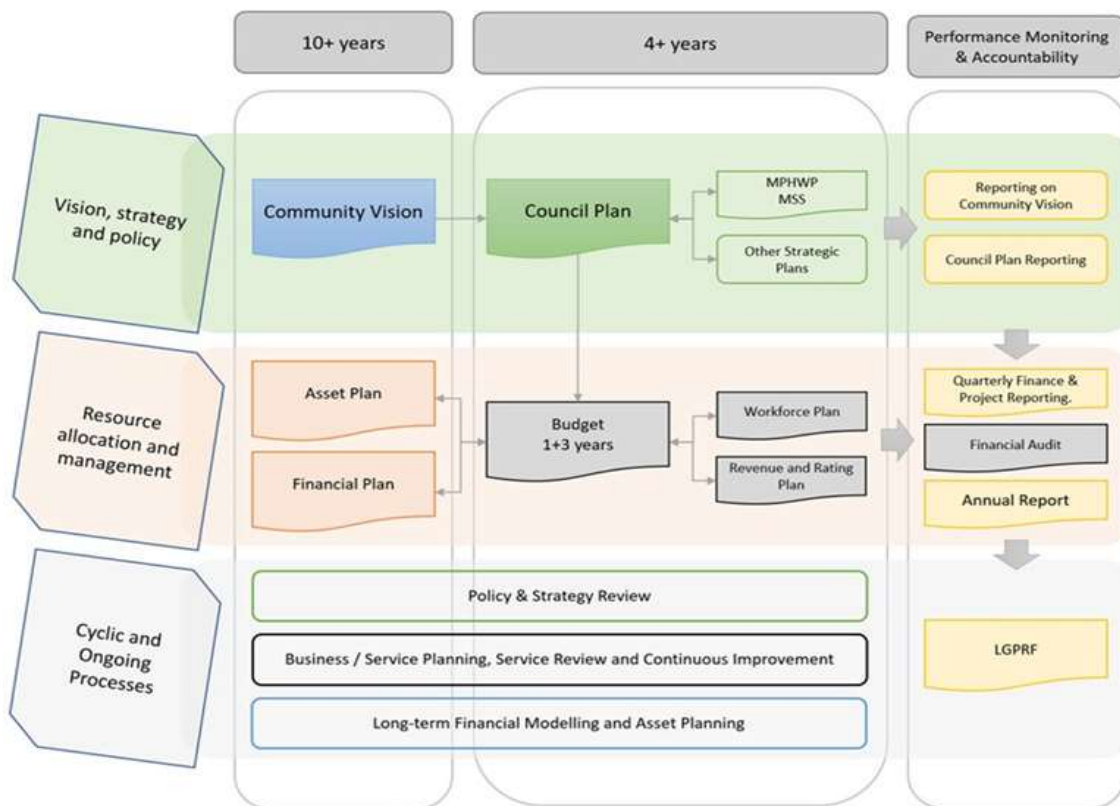 10+ years
4+ years
Performance Monitoring
& Accountability
Vision, strategy
and policy
Community Vision
Council Plan
MPHWP
MSS
Other Strategic
Plans
Reporting on
Community Vision
Council Plan Reporting
Resource
allocation and
management
Asset Plan
Financial Plan
Budget
1+3 years
Workforce Plan
Revenue and Rating
Plan
Quarterly Finance &
Project Reporting.
Financial Audit
Annual Report
Cyclic and
Ongoing
Processes
Policy & Strategy Review
Business / Service Planning, Service Review and Continuous Improvement
Long-term Financial Modelling and Asset Planning
LGPRF